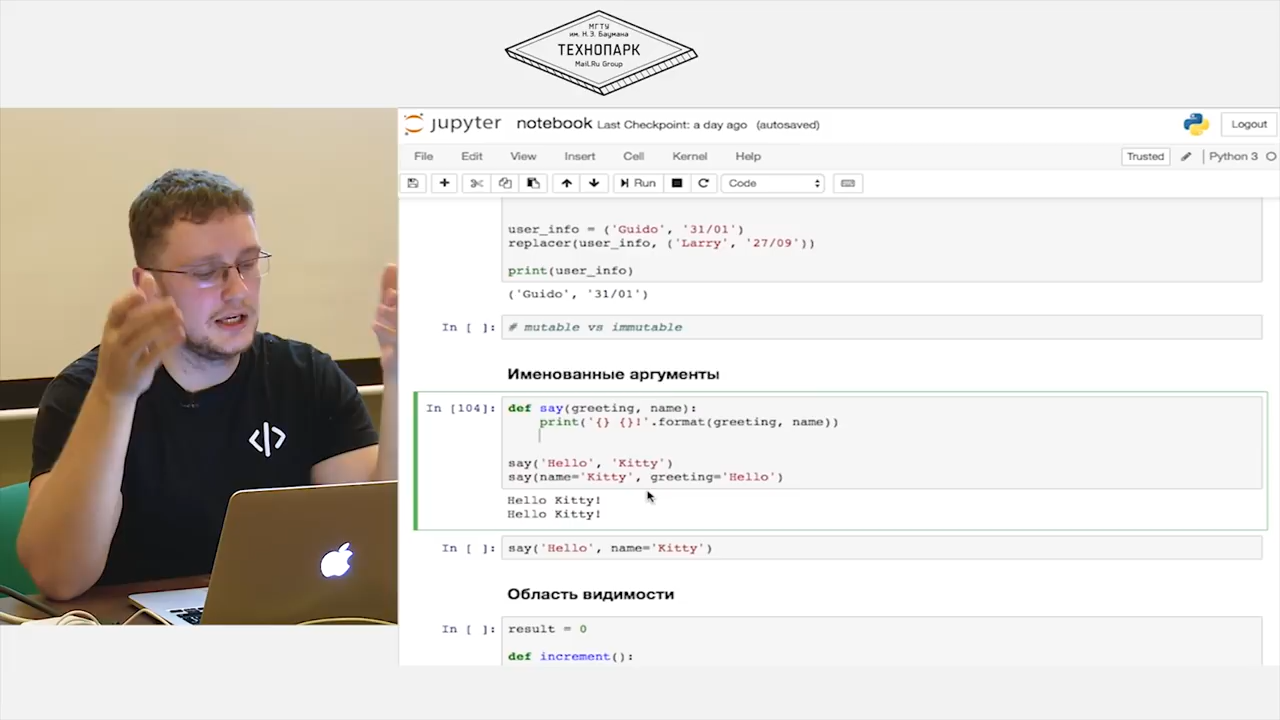 МГТУ
им. Н.Э. Баумана
ТЕХНОПАРК
Mail.Ru Group
jupyter notebook Last Checkpoint: a day ago (autosaved)
Logout
File Edit View Insert Cell Kernel Help
Trusted Python 3
Run Code
user_info = ('Guido', '31/01')
replacer(user_info, ('Larry', '27/09'))
print(user_info)
('Guido', '31/01')
In [ ]: # mutable vs immutable
Именованные аргументы
In [104]: def say(greeting, name):
print('{} {}!'.format(greeting, name))
say('Hello', 'Kitty')
say(name='Kitty', greeting='Hello')
Hello Kitty!
Hello Kitty!
In [ ]: say('Hello', name='Kitty')
Область видимости
In [ ]: result = 0
def increment():